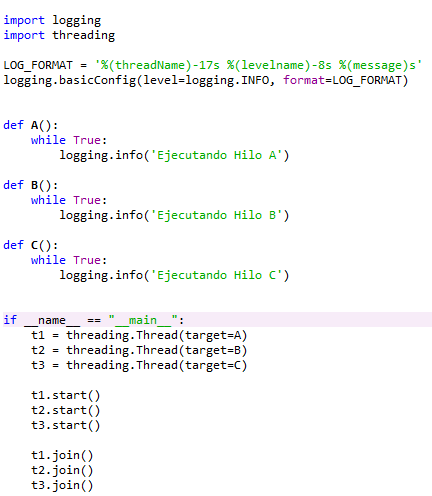 import logging
import threading
LOG_FORMAT = '%(threadName)-17s %(levelname)-8s %(message)s'
logging.basicConfig(level=logging.INFO, format=LOG_FORMAT)
def A():
    while True:
        logging.info('Ejecutando Hilo A')
def B():
    while True:
        logging.info('Ejecutando Hilo B')
def C():
    while True:
        logging.info('Ejecutando Hilo C')
if __name__ == "__main__":
    t1 = threading.Thread(target=A)
    t2 = threading.Thread(target=B)
    t3 = threading.Thread(target=C)
    t1.start()
    t2.start()
    t3.start()
    t1.join()
    t2.join()
    t3.join()